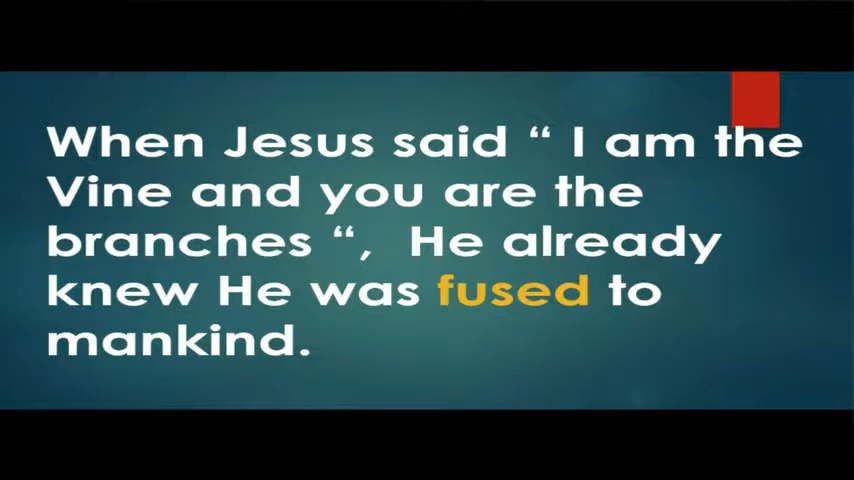 When Jesus said “ I am the
Vine and you are the
branches “,  He already
knew He was fused to
mankind.